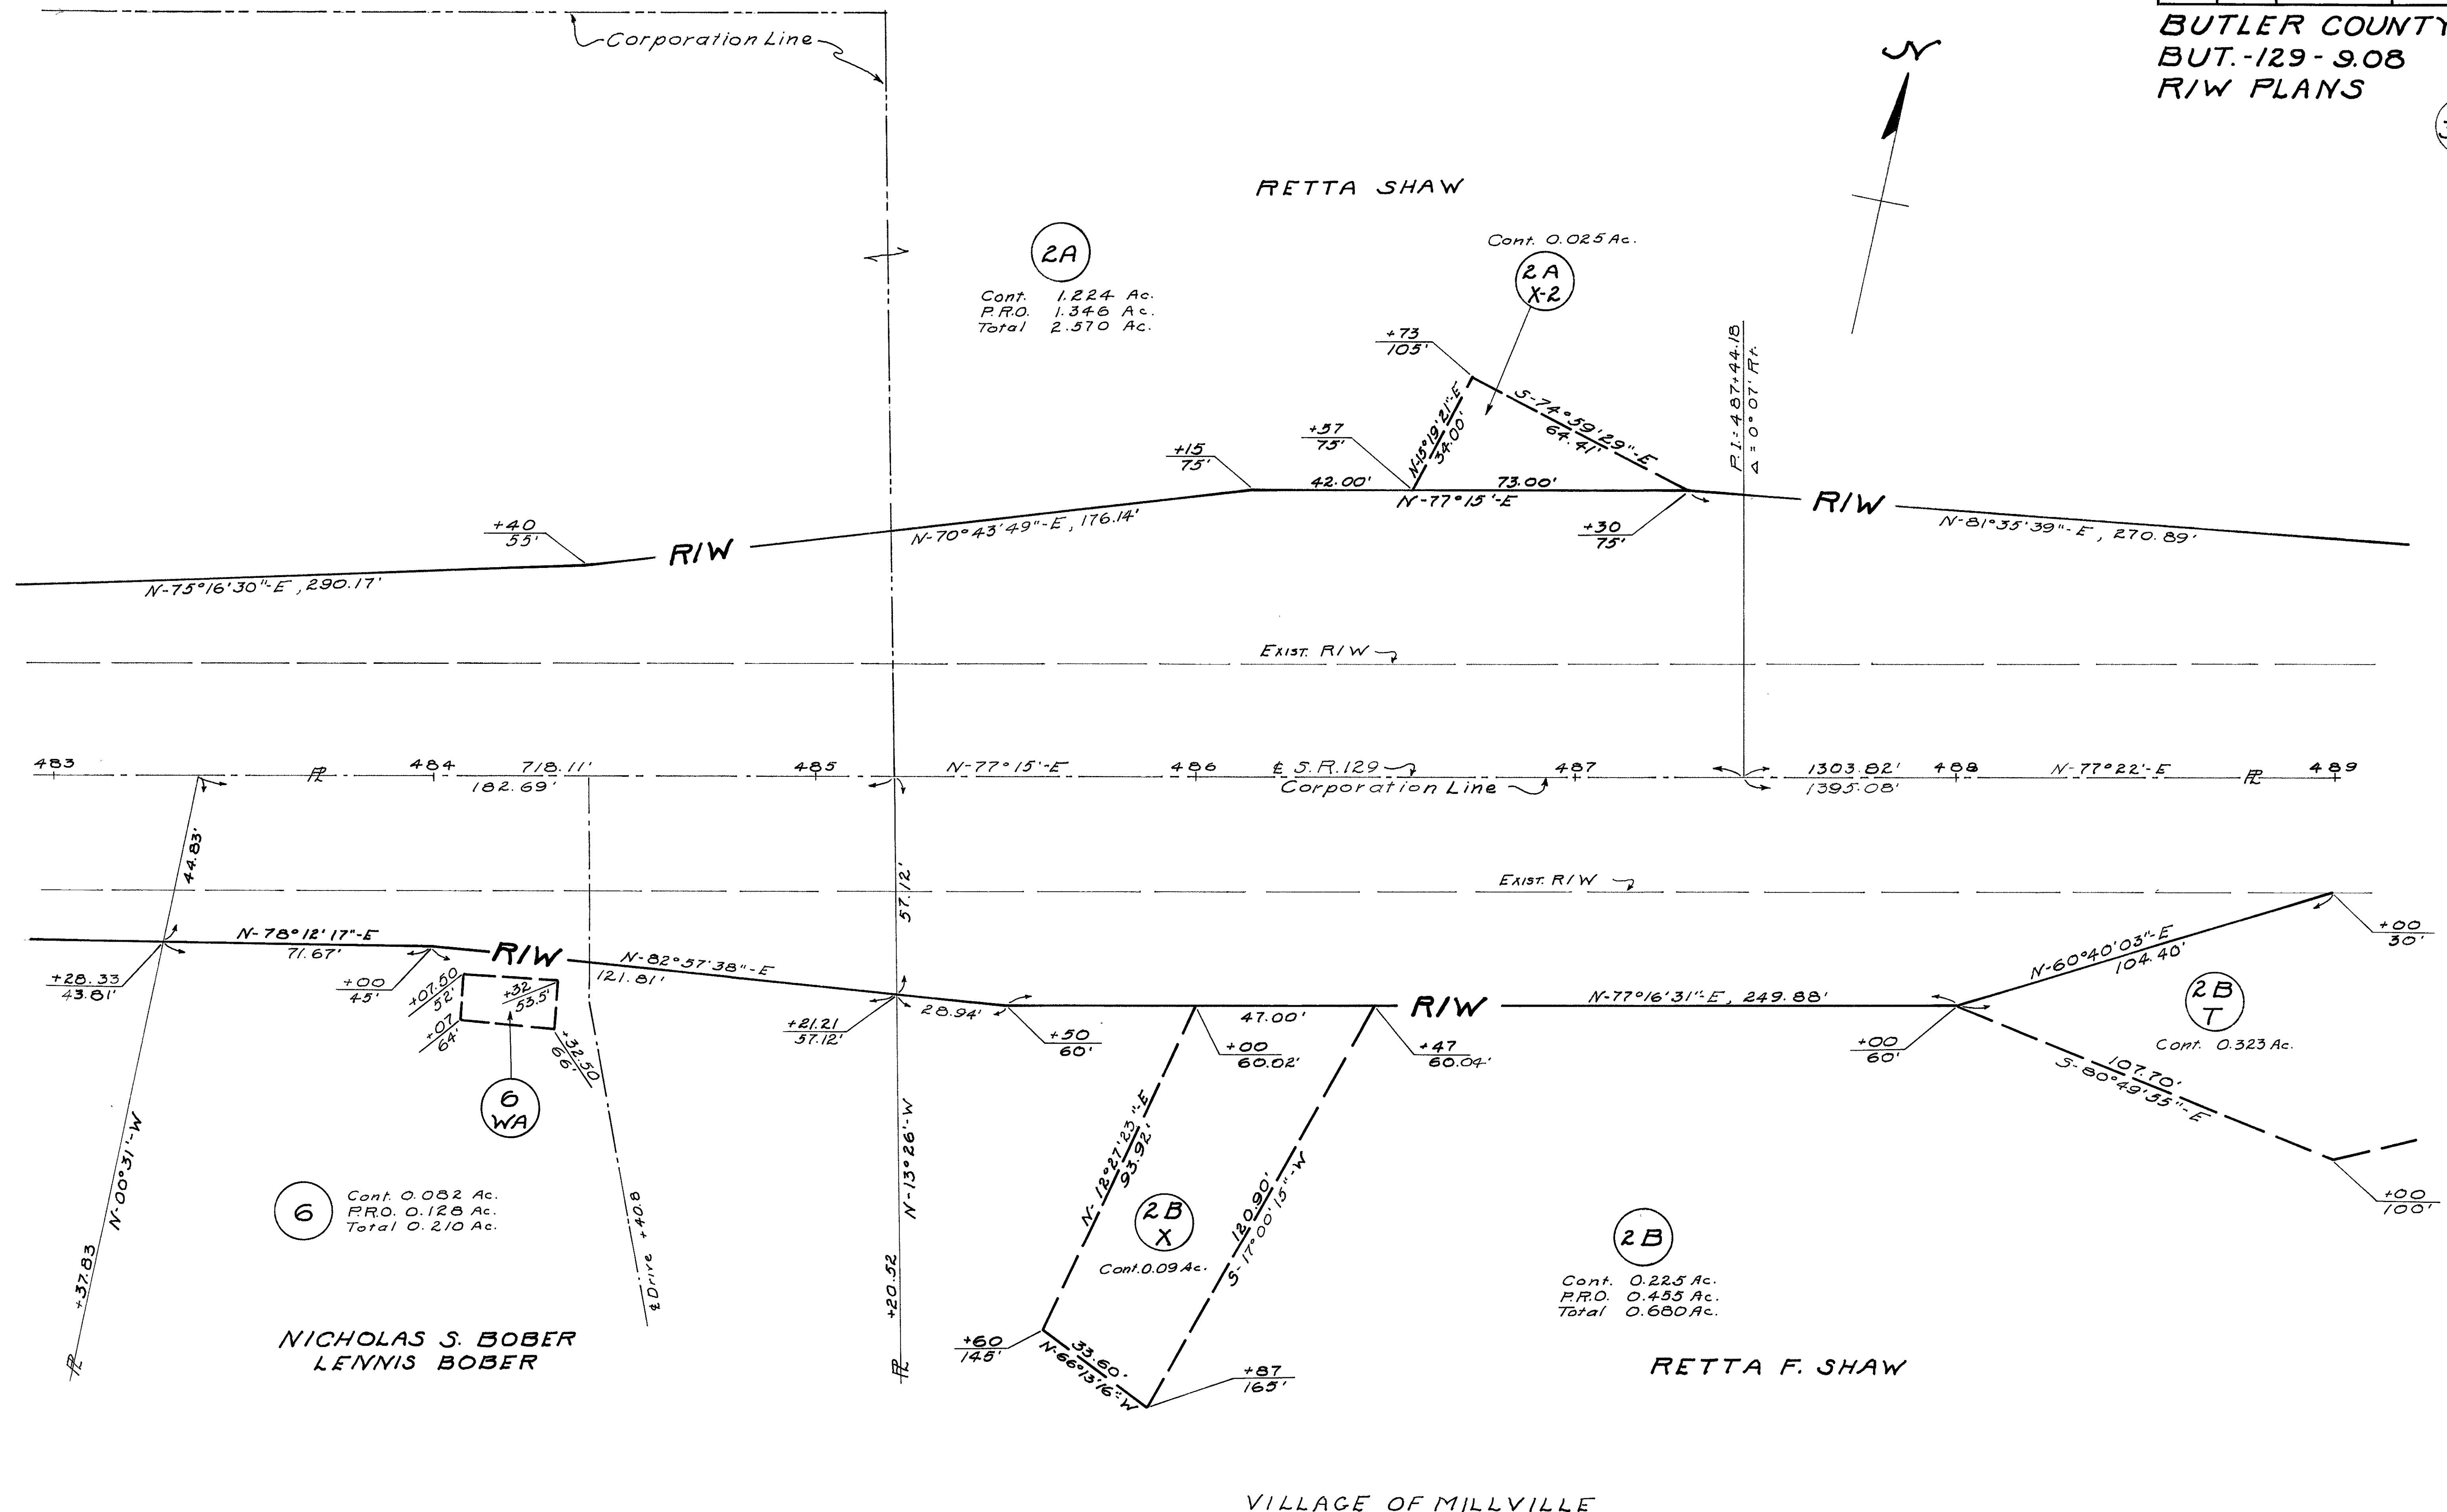 BUTLER COUNTY
BUT.-129-9.08
R/W PLANS
N
Corporation Line
RETTA SHAW
2A
Cont. 1.224 Ac.
P.R.O. 1.346 Ac.
Total 2.570 Ac.
Cont. 0.025 Ac.
2A
X-2
+73
105'
N-15°19'21"-E
34.00'
S-74°59'29"-E
64.41'
P.I.=487+44.18
Δ = 0°07' Rt.
+57
75'
+15
75'
42.00'
73.00'
N-77°15'-E
+30
75'
R/W
N-81°35'39"-E, 270.89'
+40
55'
R/W
N-70°43'49"-E, 176.14'
N-75°16'30"-E, 290.17'
EXIST. R/W
483
PL
484
718.11'
182.69'
485
N-77°15'-E
486
℄ S.R.129
487
Corporation Line
1303.82'
1395.08'
488
N-77°22'-E
PL
489
44.83'
57.12'
EXIST. R/W
+00
30'
N-78°12'17"-E
71.67'
R/W
N-82°57'38"-E
121.81'
+28.33
43.81'
+00
45'
+07.50
52'
+32
53.5'
+07
64'
+32.50
66'
+21.21
57.12'
28.94'
+50
60'
47.00'
+00
60.02'
R/W
+47
60.04'
N-77°16'31"-E, 249.88'
+00
60'
N-60°40'03"-E
104.40'
2B
T
Cont. 0.323 Ac.
107.70'
S-80°49'55"-E
+00
100'
6
WA
N-00°31'-W
+37.83
PL
6
Cont. 0.082 Ac.
P.R.O. 0.128 Ac.
Total 0.210 Ac.
℄ Drive +40.8
N-13°26'-W
+20.52
PL
N-12°27'23"-E
93.92'
2B
X
Cont. 0.09 Ac.
120.90'
S-17°00'15"-W
2B
Cont. 0.225 Ac.
P.R.O. 0.455 Ac.
Total 0.680 Ac.
NICHOLAS S. BOBER
LENNIS BOBER
+60
145'
33.60'
N-66°13'16"-W
+87
165'
RETTA F. SHAW
VILLAGE OF MILLVILLE